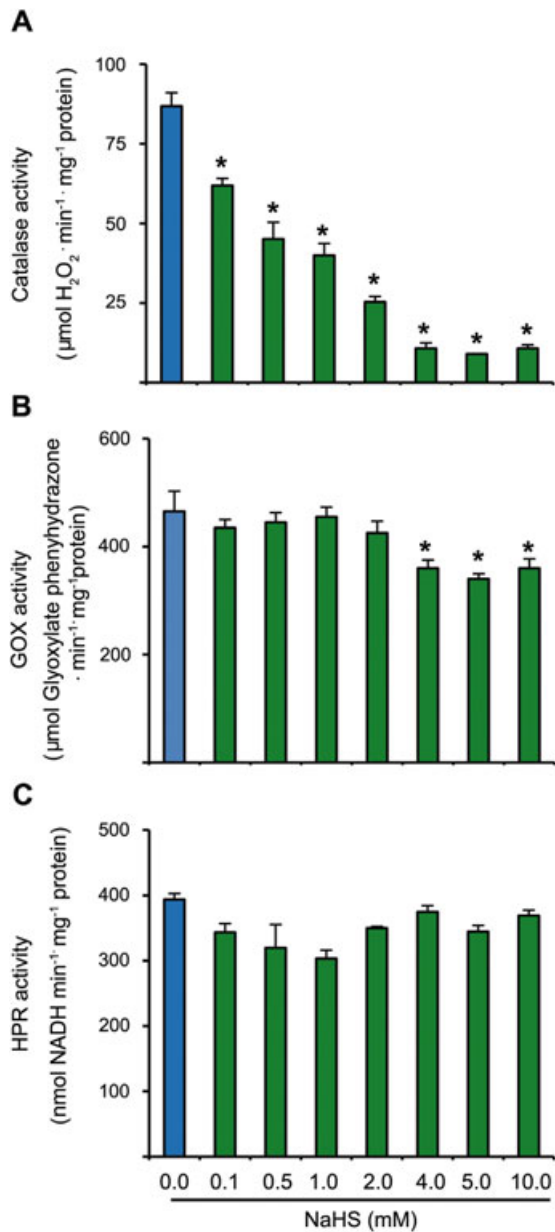 A
Catalase activity
(µmol H₂O₂ · min⁻¹ · mg⁻¹ protein)
100
75
50
25
*
*
*
*
*
*
*
B
GOX activity
(µmol Glyoxylate phenyhydrazone
· min⁻¹·mg⁻¹protein)
600
400
200
*
*
*
C
HPR activity
(nmol NADH min⁻¹·mg⁻¹ protein)
500
400
300
200
100
0.0 0.1 0.5 1.0 2.0 4.0 5.0 10.0
NaHS (mM)